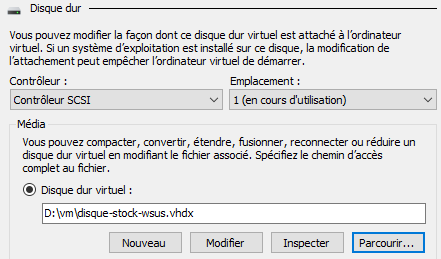 Disque dur
Vous pouvez modifier la façon dont ce disque dur virtuel est attaché à l'ordinateur
virtuel. Si un système d'exploitation est installé sur ce disque, la modification de
l'attachement peut empêcher l'ordinateur virtuel de démarrer.
Contrôleur : Emplacement :
Contrôleur SCSI 1 (en cours d'utilisation)
Média
Vous pouvez compacter, convertir, étendre, fusionner, reconnecter ou réduire un
disque dur virtuel en modifiant le fichier associé. Spécifiez le chemin d'accès
complet au fichier.
Disque dur virtuel :
D:\vm\disque-stock-wsus.vhdx
Nouveau Modifier Inspecter Parcourir...